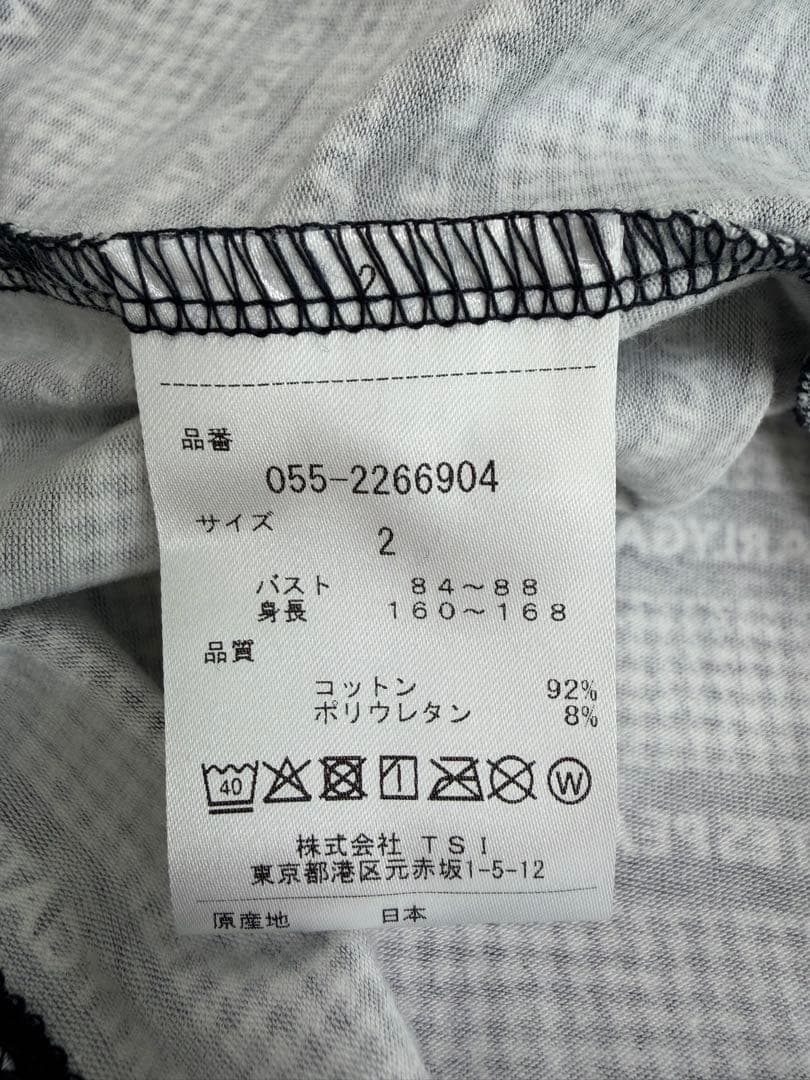 2
品番
055-2266904
サイズ
2
バスト 84～88
身長 160～168
品質
コットン 92%
ポリウレタン 8%
40 W
株式会社 TSI
東京都港区元赤坂1-5-12
原産地 日本